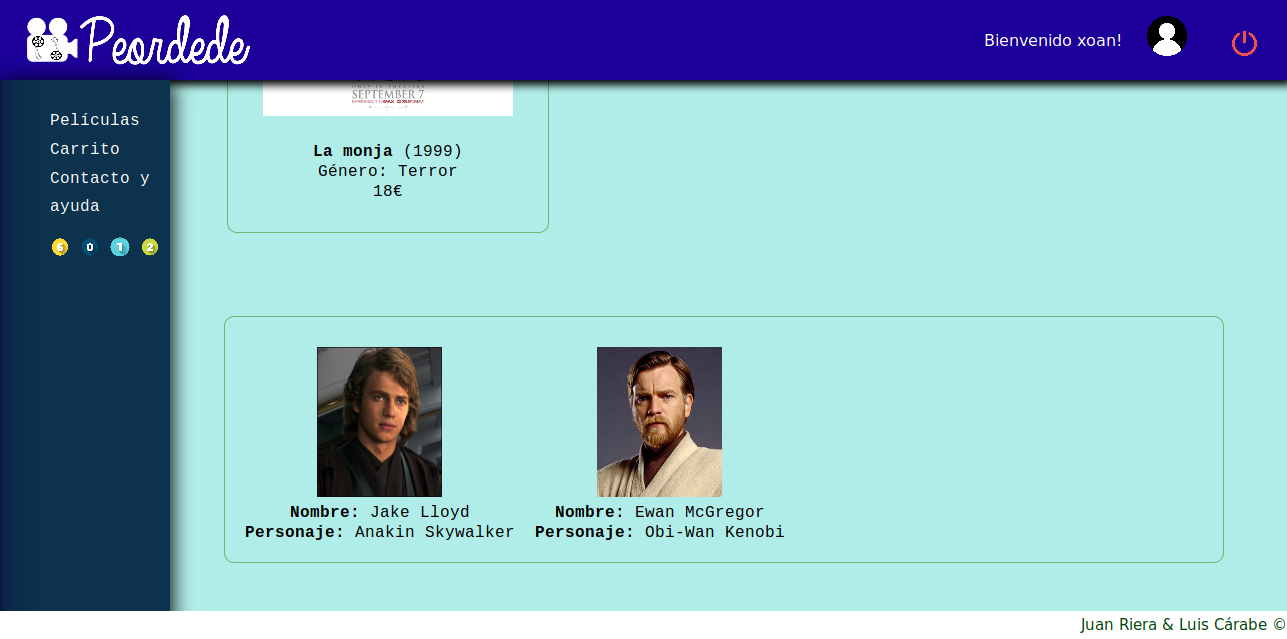 Peordede
Bienvenido xoan!
Películas
Carrito
Contacto y
ayuda
6 0 1 2
SEPTEMBER 7
La monja (1999)
Género: Terror
18€
Nombre: Jake Lloyd
Personaje: Anakin Skywalker
Nombre: Ewan McGregor
Personaje: Obi-Wan Kenobi
Juan Riera & Luis Cárabe ©